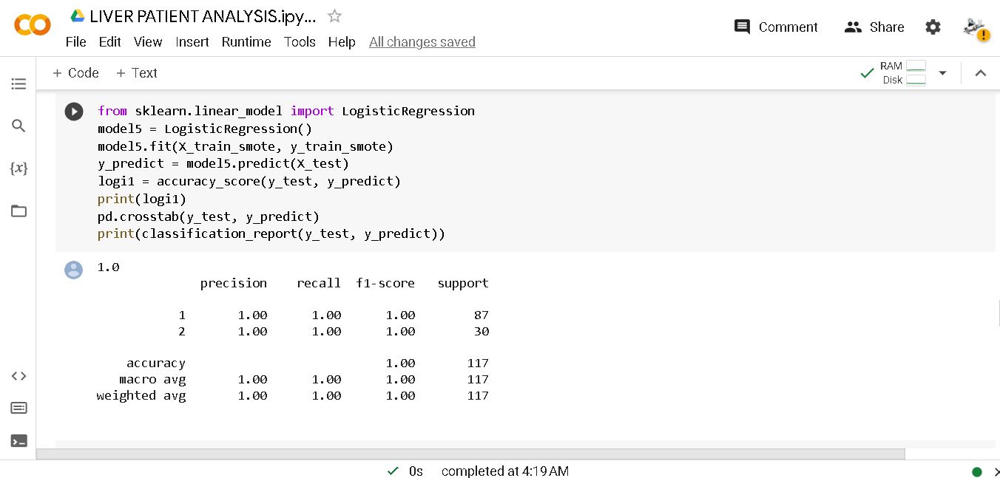 LIVER PATIENT ANALYSIS.ipy...
File Edit View Insert Runtime Tools Help All changes saved
Comment Share
+ Code + Text
RAM
Disk
{x}
from sklearn.linear_model import LogisticRegression
model5 = LogisticRegression()
model5.fit(X_train_smote, y_train_smote)
y_predict = model5.predict(X_test)
logi1 = accuracy_score(y_test, y_predict)
print(logi1)
pd.crosstab(y_test, y_predict)
print(classification_report(y_test, y_predict))
1.0
precision recall f1-score support
1 1.00 1.00 1.00 87
2 1.00 1.00 1.00 30
accuracy 1.00 117
macro avg 1.00 1.00 1.00 117
weighted avg 1.00 1.00 1.00 117
0s completed at 4:19 AM